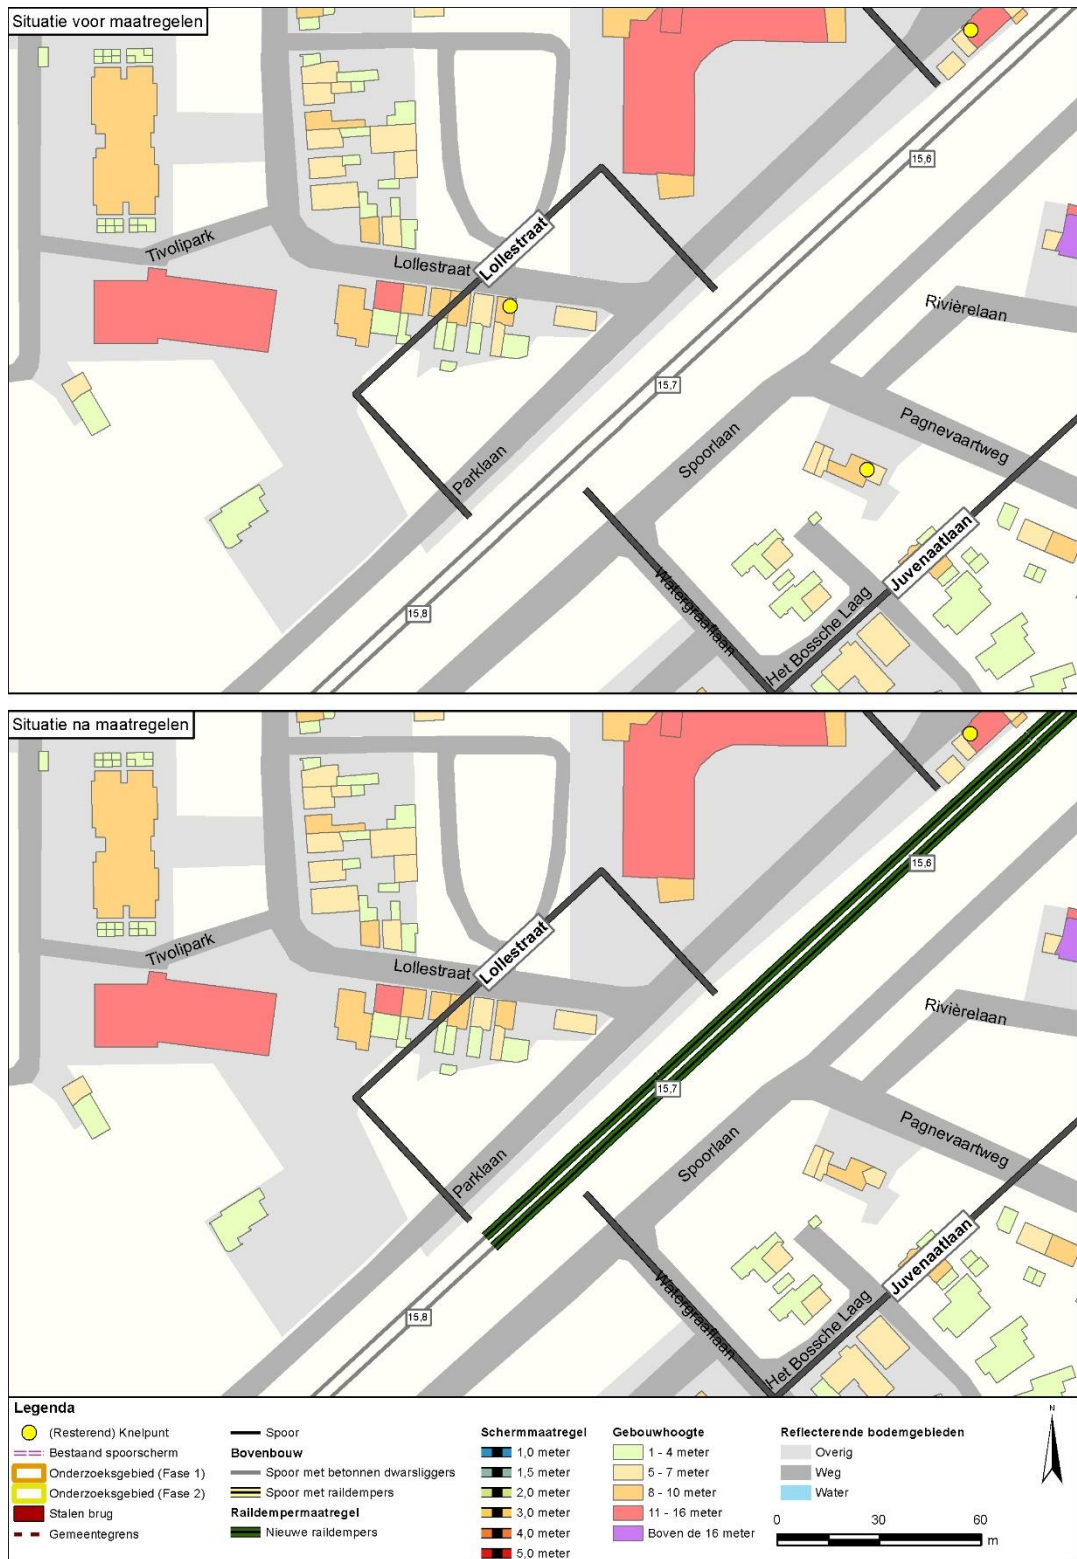 Situatie voor maatregelen
15,6
Tivolipark
Lollestraat
Lollestraat
Rivièrelaan
15,7
Pagnevaartweg
Spoorlaan
Parklaan
Juvenaatlaan
Watergraaflaan
Het Bossche Laag
15,8
Situatie na maatregelen
15,6
Tivolipark
Lollestraat
Lollestraat
Rivièrelaan
15,7
Pagnevaartweg
Spoorlaan
Parklaan
Juvenaatlaan
Watergraaflaan
Het Bossche Laag
15,8
Legenda
(Resterend) Knelpunt
Bestaand spoorscherm
Onderzoeksgebied (Fase 1)
Onderzoeksgebied (Fase 2)
Stalen brug
Gemeentegrens
Spoor
Bovenbouw
Spoor met betonnen dwarsliggers
Spoor met raildempers
Raildempermaatregel
Nieuwe raildempers
Schermmaatregel
1,0 meter
1,5 meter
2,0 meter
3,0 meter
4,0 meter
5,0 meter
Gebouwhoogte
1 - 4 meter
5 - 7 meter
8 - 10 meter
11 - 16 meter
Boven de 16 meter
Reflecterende bodemgebieden
Overig
Weg
Water
N
0 30 60
m